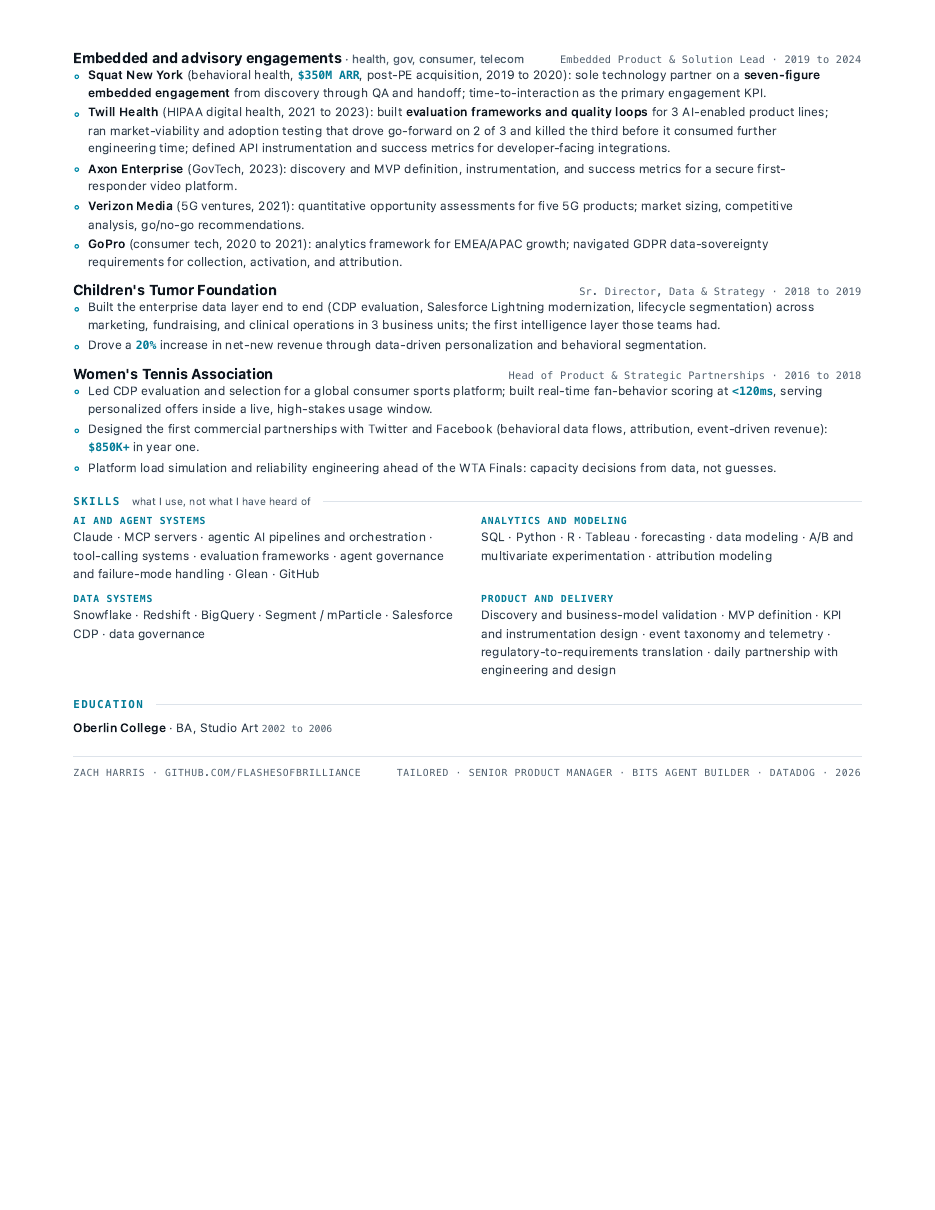 Embedded and advisory engagements · health, gov, consumer, telecom Embedded Product & Solution Lead · 2019 to 2024
Squat New York (behavioral health, $350M ARR, post-PE acquisition, 2019 to 2020): sole technology partner on a seven-figure
embedded engagement from discovery through QA and handoff; time-to-interaction as the primary engagement KPI.
Twill Health (HIPAA digital health, 2021 to 2023): built evaluation frameworks and quality loops for 3 AI-enabled product lines;
ran market-viability and adoption testing that drove go-forward on 2 of 3 and killed the third before it consumed further
engineering time; defined API instrumentation and success metrics for developer-facing integrations.
Axon Enterprise (GovTech, 2023): discovery and MVP definition, instrumentation, and success metrics for a secure first-
responder video platform.
Verizon Media (5G ventures, 2021): quantitative opportunity assessments for five 5G products; market sizing, competitive
analysis, go/no-go recommendations.
GoPro (consumer tech, 2020 to 2021): analytics framework for EMEA/APAC growth; navigated GDPR data-sovereignty
requirements for collection, activation, and attribution.
Children's Tumor Foundation Sr. Director, Data & Strategy · 2018 to 2019
Built the enterprise data layer end to end (CDP evaluation, Salesforce Lightning modernization, lifecycle segmentation) across
marketing, fundraising, and clinical operations in 3 business units; the first intelligence layer those teams had.
Drove a 20% increase in net-new revenue through data-driven personalization and behavioral segmentation.
Women's Tennis Association Head of Product & Strategic Partnerships · 2016 to 2018
Led CDP evaluation and selection for a global consumer sports platform; built real-time fan-behavior scoring at <120ms, serving
personalized offers inside a live, high-stakes usage window.
Designed the first commercial partnerships with Twitter and Facebook (behavioral data flows, attribution, event-driven revenue):
$850K+ in year one.
Platform load simulation and reliability engineering ahead of the WTA Finals: capacity decisions from data, not guesses.
SKILLS what I use, not what I have heard of
AI AND AGENT SYSTEMS
Claude · MCP servers · agentic AI pipelines and orchestration ·
tool-calling systems · evaluation frameworks · agent governance
and failure-mode handling · Glean · GitHub
ANALYTICS AND MODELING
SQL · Python · R · Tableau · forecasting · data modeling · A/B and
multivariate experimentation · attribution modeling
DATA SYSTEMS
Snowflake · Redshift · BigQuery · Segment / mParticle · Salesforce
CDP · data governance
PRODUCT AND DELIVERY
Discovery and business-model validation · MVP definition · KPI
and instrumentation design · event taxonomy and telemetry ·
regulatory-to-requirements translation · daily partnership with
engineering and design
EDUCATION
Oberlin College · BA, Studio Art 2002 to 2006
ZACH HARRIS · GITHUB.COM/FLASHESOFBRILLIANCE TAILORED · SENIOR PRODUCT MANAGER · BITS AGENT BUILDER · DATADOG · 2026